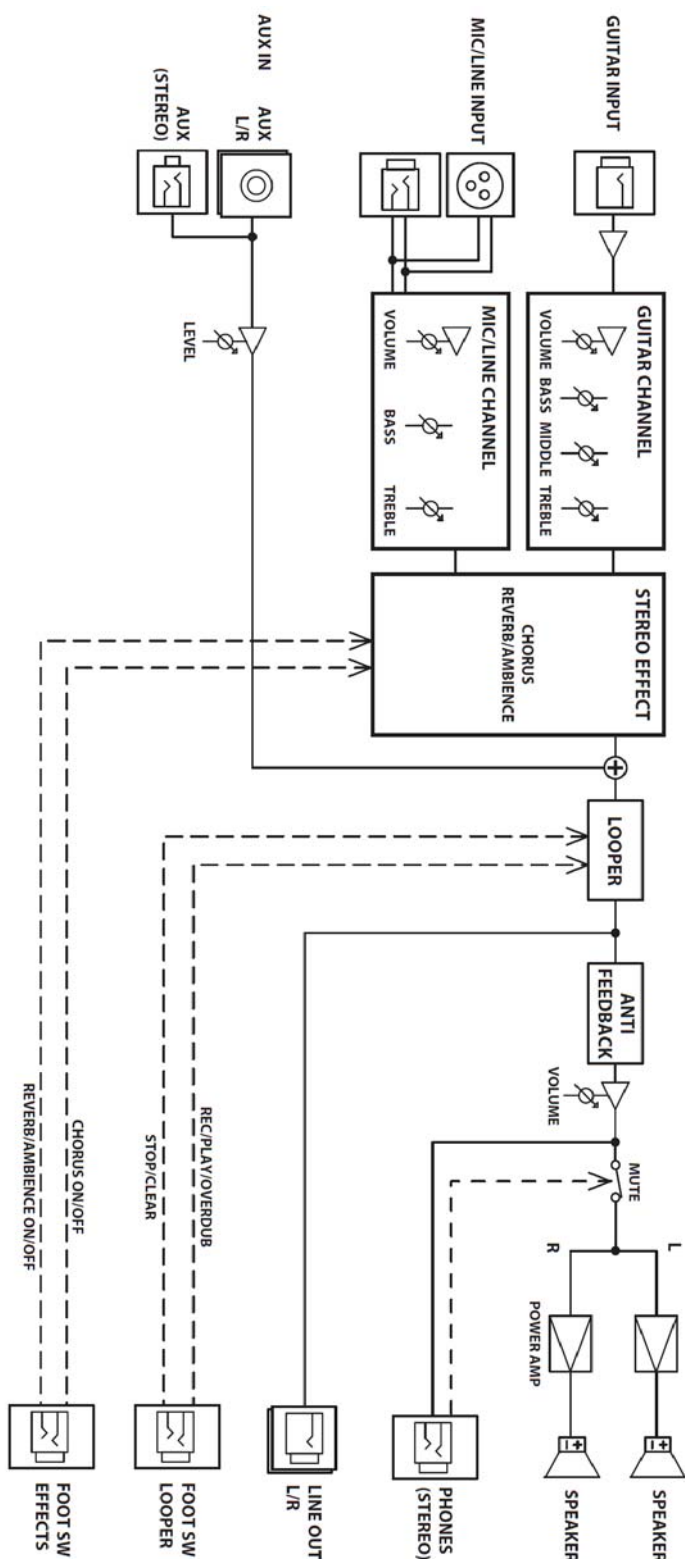 GUITAR INPUT
GUITAR CHANNEL
VOLUME BASS MIDDLE TREBLE
STEREO EFFECT
CHORUS
REVERB/AMBIENCE
LOOPER
ANTI
FEEDBACK
VOLUME
MUTE
L
R
POWER AMP
SPEAKER
SPEAKER
MIC/LINE INPUT
MIC/LINE CHANNEL
VOLUME
BASS
TREBLE
PHONES
(STEREO)
AUX IN
AUX
L/R
AUX
(STEREO)
LEVEL
LINE OUT
L/R
REC/PLAY/OVERDUB
STOP/CLEAR
FOOT SW
LOOPER
CHORUS ON/OFF
REVERB/AMBIENCE ON/OFF
FOOT SW
EFFECTS